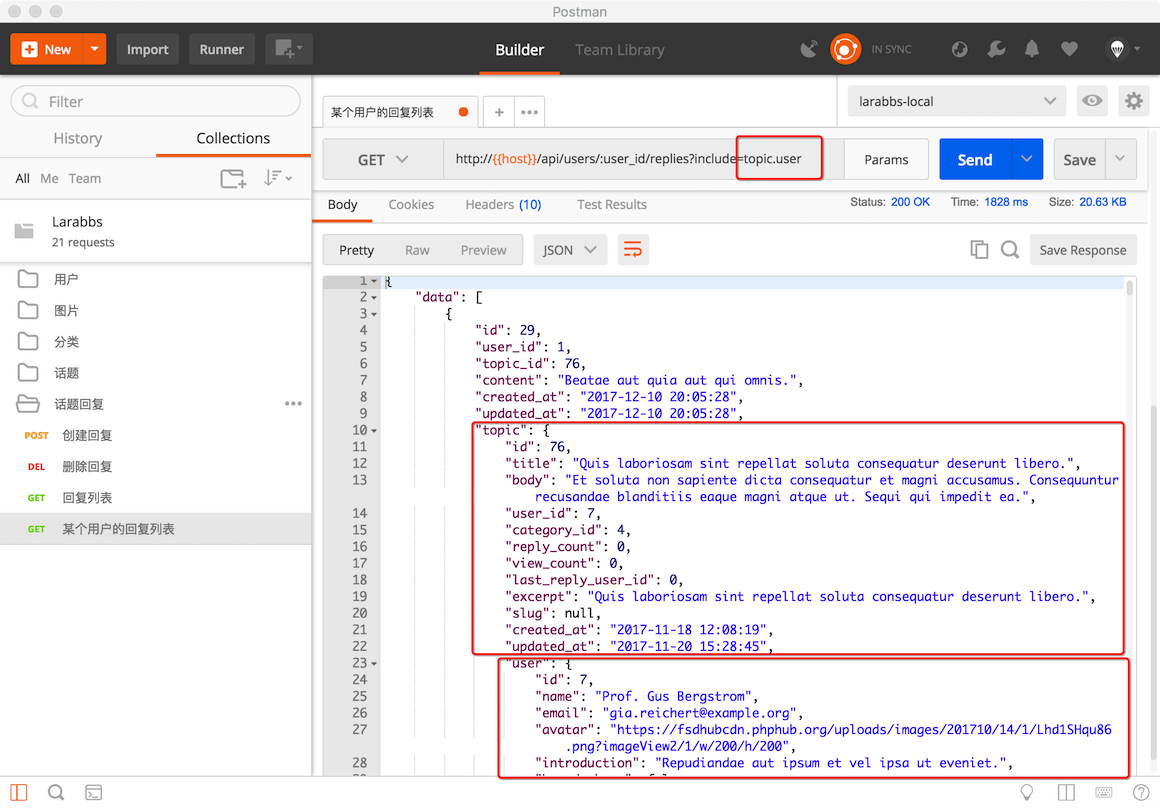 Postman
New
Import
Runner
Builder
Team Library
IN SYNC
Filter
History
Collections
All Me Team
Larabbs
21 requests
用户
图片
分类
话题
话题回复
POST 创建回复
DEL 删除回复
GET 回复列表
GET 某个用户的回复列表
某个用户的回复列表
larabbs-local
GET
http://{{host}}/api/users/:user_id/replies?include=topic.user
Params
Send
Save
Body
Cookies
Headers (10)
Test Results
Status: 200 OK
Time: 1828 ms
Size: 20.63 KB
Pretty
Raw
Preview
JSON
Save Response
1 {
2 "data": [
3 {
4 "id": 29,
5 "user_id": 1,
6 "topic_id": 76,
7 "content": "Beatae aut quia aut qui omnis.",
8 "created_at": "2017-12-10 20:05:28",
9 "updated_at": "2017-12-10 20:05:28",
10 "topic": {
11 "id": 76,
12 "title": "Quis laboriosam sint repellat soluta consequatur deserunt libero.",
13 "body": "Et soluta non sapiente dicta consequatur et magni accusamus. Consequuntur
recusandae blanditiis eaque magni atque ut. Sequi qui impedit ea.",
14 "user_id": 7,
15 "category_id": 4,
16 "reply_count": 0,
17 "view_count": 0,
18 "last_reply_user_id": 0,
19 "excerpt": "Quis laboriosam sint repellat soluta consequatur deserunt libero.",
20 "slug": null,
21 "created_at": "2017-11-18 12:08:19",
22 "updated_at": "2017-11-20 15:28:45",
23 "user": {
24 "id": 7,
25 "name": "Prof. Gus Bergstrom",
26 "email": "gia.reichert@example.org",
27 "avatar": "https://fsdhubcdn.phphub.org/uploads/images/201710/14/1/Lhd1SHqu86
.png?imageView2/1/w/200/h/200",
28 "introduction": "Repudiandae aut ipsum et vel ipsa ut eveniet.",